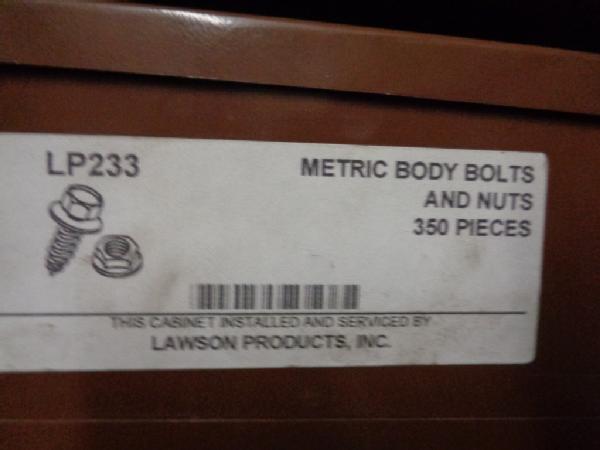 LP233
METRIC BODY BOLTS
AND NUTS
350 PIECES
THIS CABINET INSTALLED AND SERVICED BY
LAWSON PRODUCTS, INC.